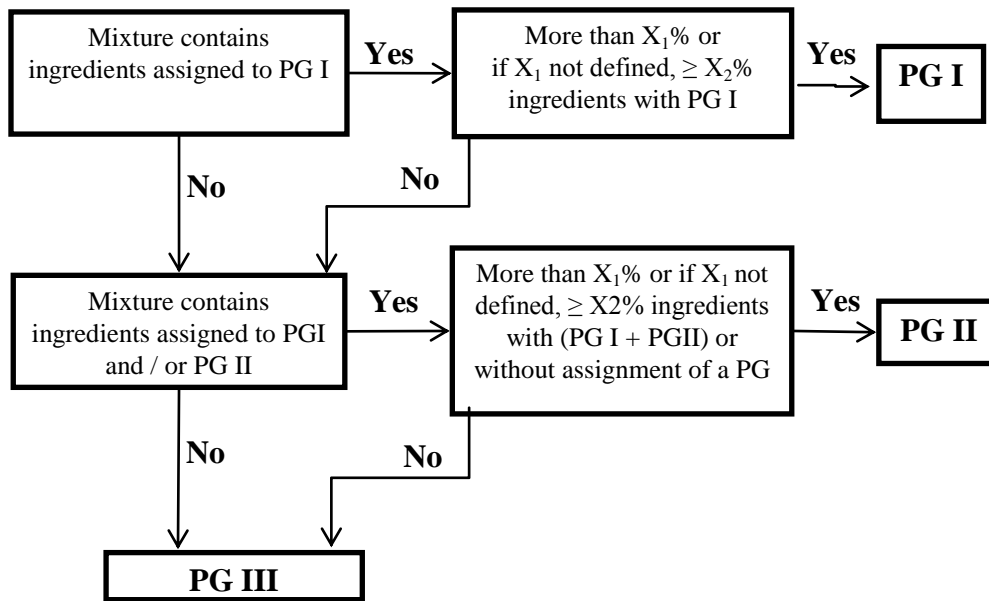 Mixture contains
ingredients assigned to PG I
Yes
More than X₁% or
if X₁ not defined, ≥ X₂%
ingredients with PG I
Yes
PG I
No
No
Mixture contains
ingredients assigned to PGI
and / or PG II
Yes
More than X₁% or if X₁ not
defined, ≥ X2% ingredients
with (PG I + PGII) or
without assignment of a PG
Yes
PG II
No
No
PG III